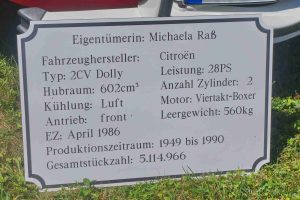 Eigentümerin: Michaela Raß
Fahrzeughersteller: Citroën
Typ: 2CV Dolly Leistung: 28PS
Hubraum: 602cm³ Anzahl Zylinder: 2
Kühlung: Luft Motor: Viertakt-Boxer
Antrieb: front Leergewicht: 560kg
EZ: April 1986
Produktionszeitraum: 1949 bis 1990
Gesamtstückzahl: 5.114.966